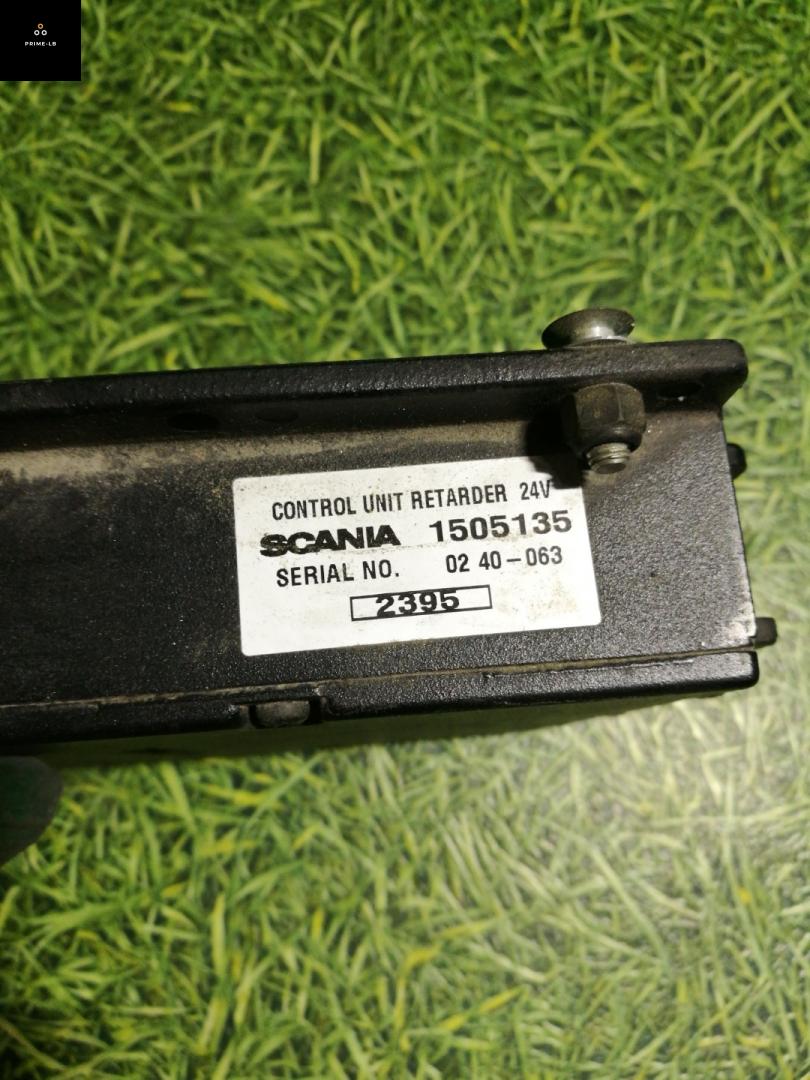 PRIME-LB
CONTROL UNIT RETARDER 24V
SCANIA 1505135
SERIAL NO. 02 40-063
2395